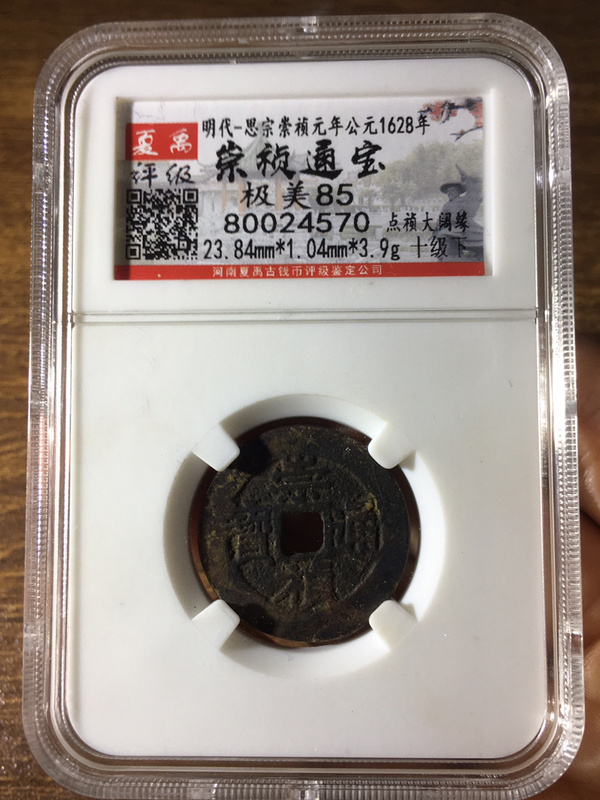 明代-思宗崇祯元年公元1628年
夏禹
评级
崇祯通宝
极美85
80024570 点祯大阔缘
23.84mm*1.04mm*3.9g 十级下
河南夏禹古钱币评级鉴定公司
崇
寳 通
祯